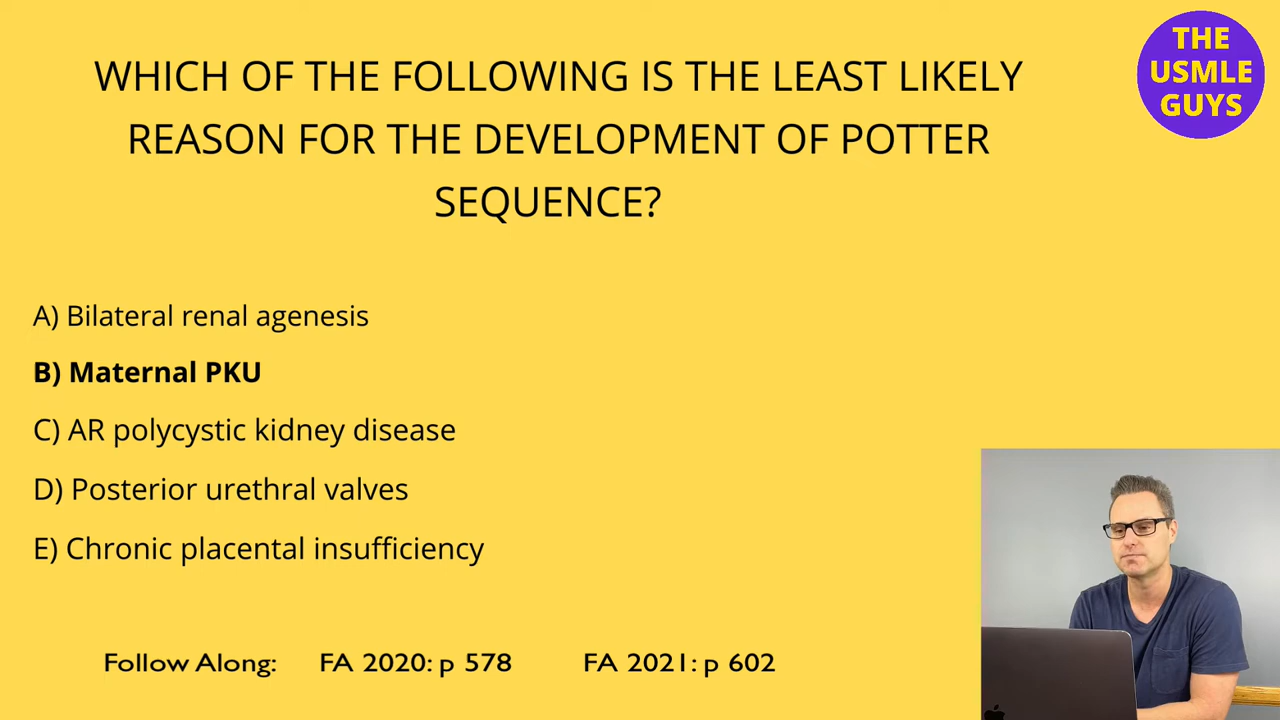 WHICH OF THE FOLLOWING IS THE LEAST LIKELY
REASON FOR THE DEVELOPMENT OF POTTER
SEQUENCE?
THE
USMLE
GUYS
A) Bilateral renal agenesis
B) Maternal PKU
C) AR polycystic kidney disease
D) Posterior urethral valves
E) Chronic placental insufficiency
Follow Along: FA 2020: p 578 FA 2021: p 602